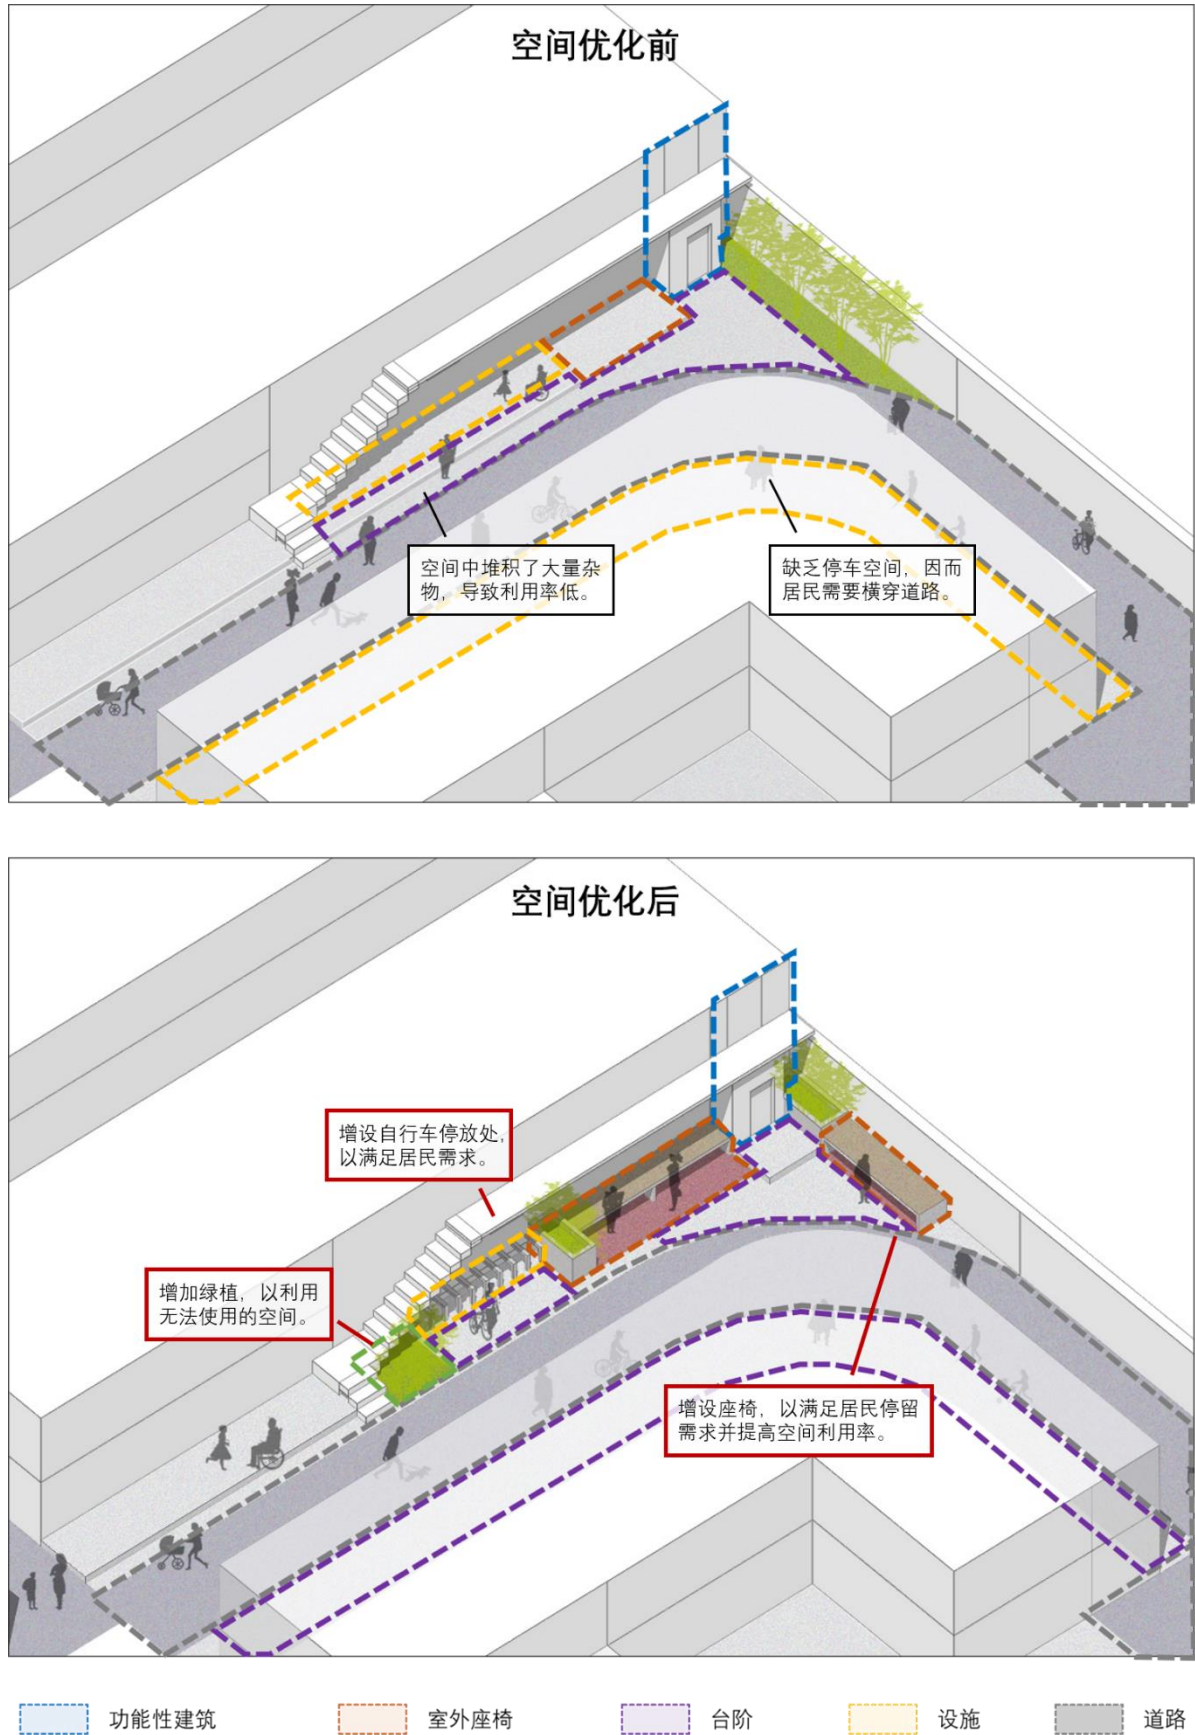 空间优化前
空间中堆积了大量杂
物，导致利用率低。
缺乏停车空间，因而
居民需要横穿道路。
空间优化后
增设自行车停放处，
以满足居民需求。
增加绿植，以利用
无法使用的空间。
增设座椅，以满足居民停留
需求并提高空间利用率。
功能性建筑
室外座椅
台阶
设施
道路